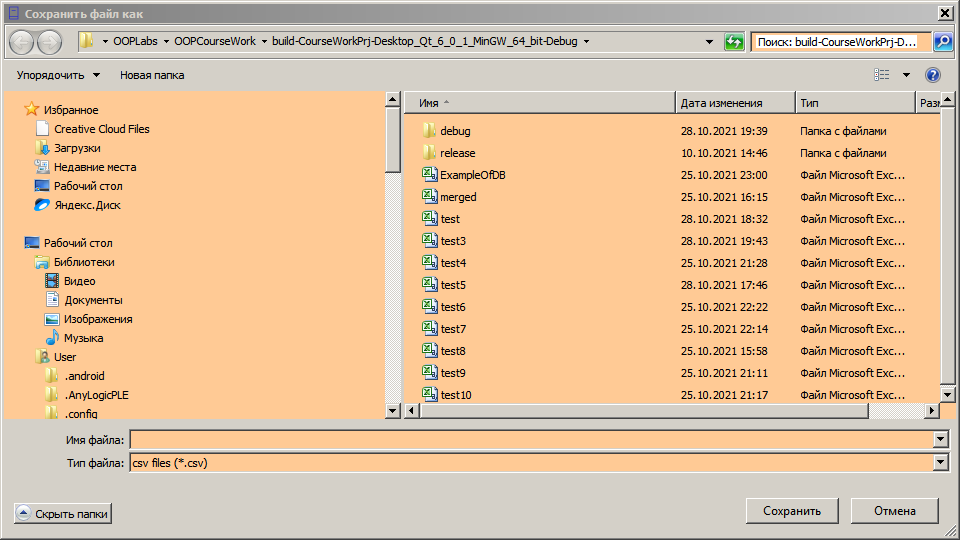 Сохранить файл как
OOPLabs OOPCourseWork build-CourseWorkPrj-Desktop_Qt_6_0_1_MinGW_64_bit-Debug Поиск: build-CourseWorkPrj-D...
Упорядочить Новая папка
Избранное
Creative Cloud Files
Загрузки
Недавние места
Рабочий стол
Яндекс.Диск
Рабочий стол
Библиотеки
Видео
Документы
Изображения
Музыка
User
.android
.AnyLogicPLE
.config
Имя Дата изменения Тип Разм
debug 28.10.2021 19:39 Папка с файлами
release 10.10.2021 14:46 Папка с файлами
ExampleOfDB 25.10.2021 23:00 Файл Microsoft Exc...
merged 25.10.2021 16:15 Файл Microsoft Exc...
test 28.10.2021 18:32 Файл Microsoft Exc...
test3 28.10.2021 19:43 Файл Microsoft Exc...
test4 25.10.2021 21:28 Файл Microsoft Exc...
test5 28.10.2021 17:46 Файл Microsoft Exc...
test6 25.10.2021 22:22 Файл Microsoft Exc...
test7 25.10.2021 22:14 Файл Microsoft Exc...
test8 25.10.2021 15:58 Файл Microsoft Exc...
test9 25.10.2021 21:11 Файл Microsoft Exc...
test10 25.10.2021 21:17 Файл Microsoft Exc...
Имя файла:
Тип файла: csv files (*.csv)
Скрыть папки Сохранить Отмена